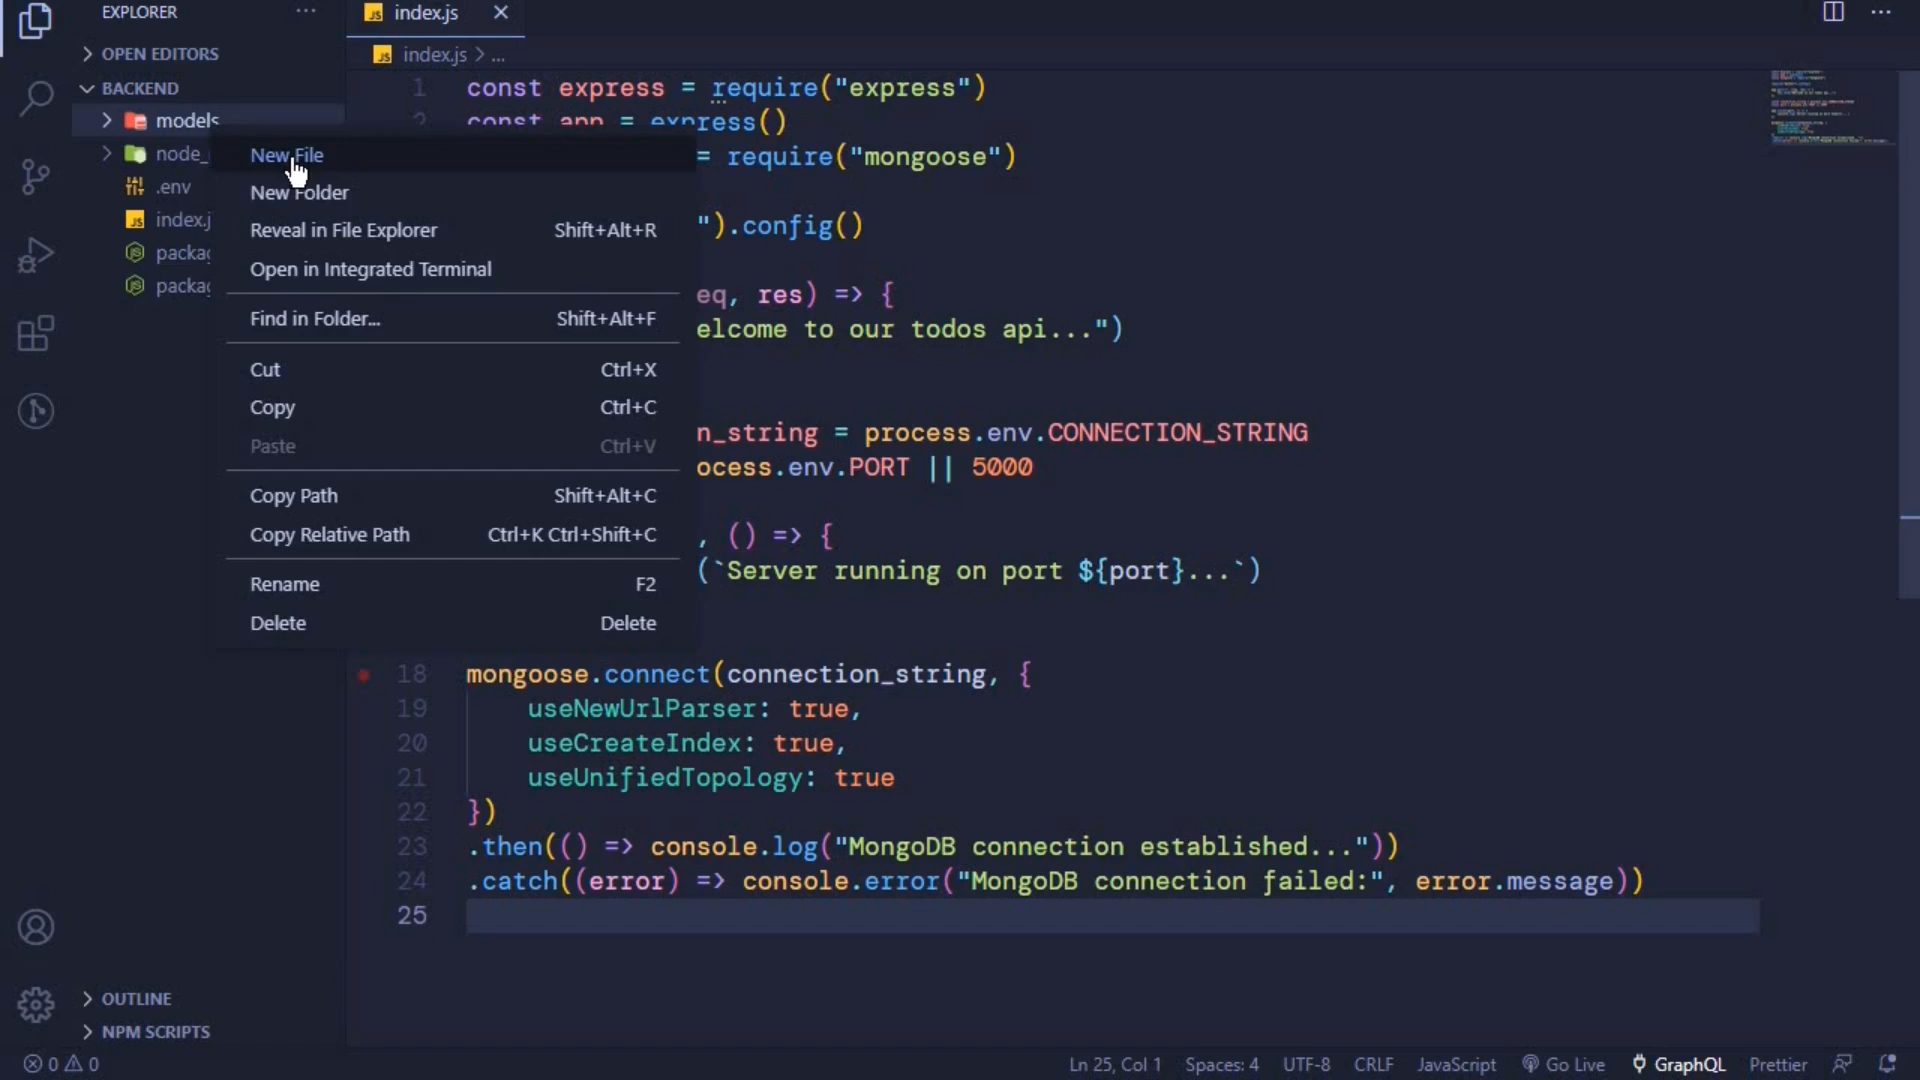 EXPLORER
JS index.js
OPEN EDITORS
JS index.js > ...
BACKEND
models
node_
.env
JS index.j
packag
packag
New File
New Folder
Reveal in File Explorer Shift+Alt+R
Open in Integrated Terminal
Find in Folder... Shift+Alt+F
Cut Ctrl+X
Copy Ctrl+C
Paste Ctrl+V
Copy Path Shift+Alt+C
Copy Relative Path Ctrl+K Ctrl+Shift+C
Rename F2
Delete Delete
1 const express = require("express")
2 const app = express()
= require("mongoose")
").config()
eq, res) => {
elcome to our todos api...")
n_string = process.env.CONNECTION_STRING
ocess.env.PORT || 5000
, () => {
(`Server running on port ${port}...`)
18 mongoose.connect(connection_string, {
19 useNewUrlParser: true,
20 useCreateIndex: true,
21 useUnifiedTopology: true
22 })
23 .then(() => console.log("MongoDB connection established..."))
24 .catch((error) => console.error("MongoDB connection failed:", error.message))
25
OUTLINE
NPM SCRIPTS
0 0
Ln 25, Col 1 Spaces: 4 UTF-8 CRLF JavaScript Go Live GraphQL Prettier